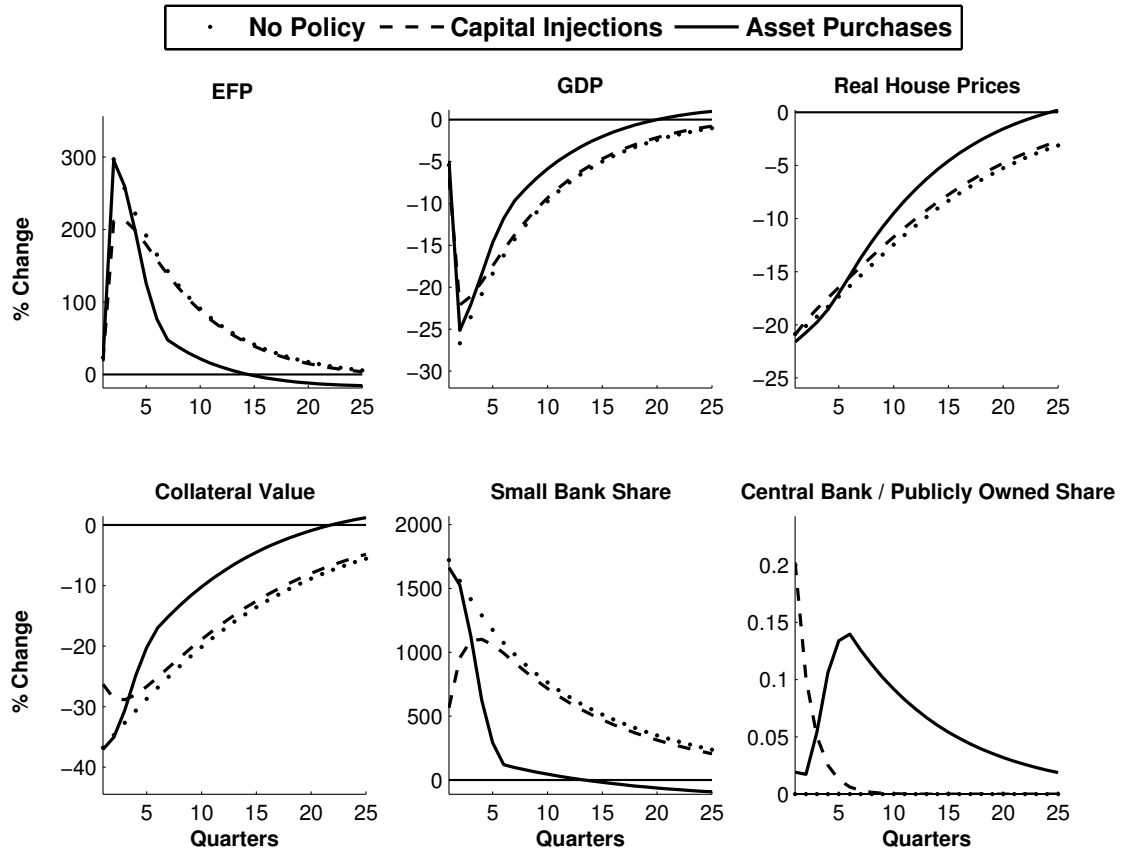 No Policy Capital Injections Asset Purchases
EFP
GDP
Real House Prices
% Change
300
200
100
0
5 10 15 20 25
0
−5
−10
−15
−20
−25
−30
5 10 15 20 25
0
−5
−10
−15
−20
−25
5 10 15 20 25
Collateral Value
Small Bank Share
Central Bank / Publicly Owned Share
% Change
0
−10
−20
−30
−40
5 10 15 20 25
Quarters
2000
1500
1000
500
0
5 10 15 20 25
Quarters
0.2
0.15
0.1
0.05
0
5 10 15 20 25
Quarters